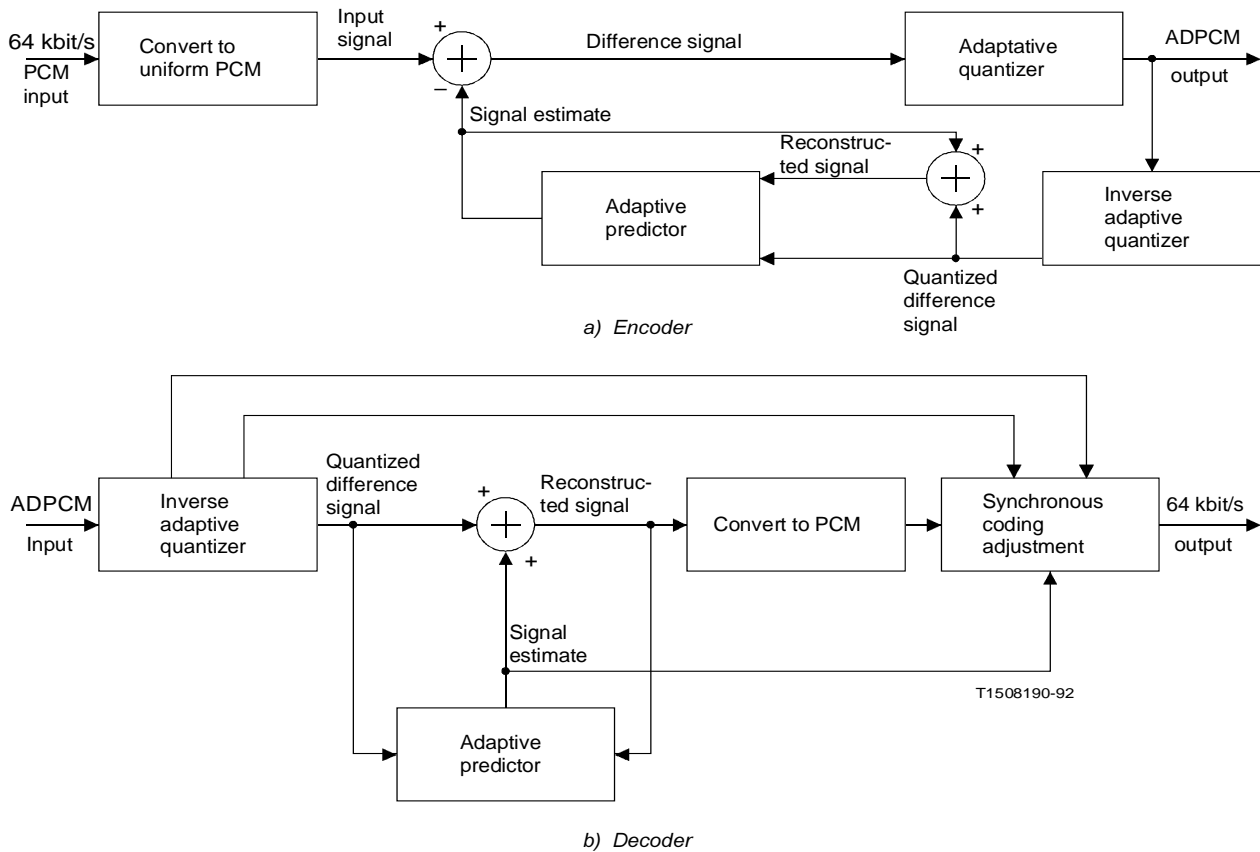 64 kbit/s
PCM
input
Convert to
uniform PCM
Input
signal
+
−
Difference signal
Adaptative
quantizer
ADPCM
output
Signal estimate
Reconstruc-
ted signal
+
+
Adaptive
predictor
Inverse
adaptive
quantizer
Quantized
difference
signal
a) Encoder
ADPCM
Input
Inverse
adaptive
quantizer
Quantized
difference
signal
+
+
Reconstruc-
ted signal
Convert to PCM
Synchronous
coding
adjustment
64 kbit/s
output
Signal
estimate
T1508190-92
Adaptive
predictor
b) Decoder